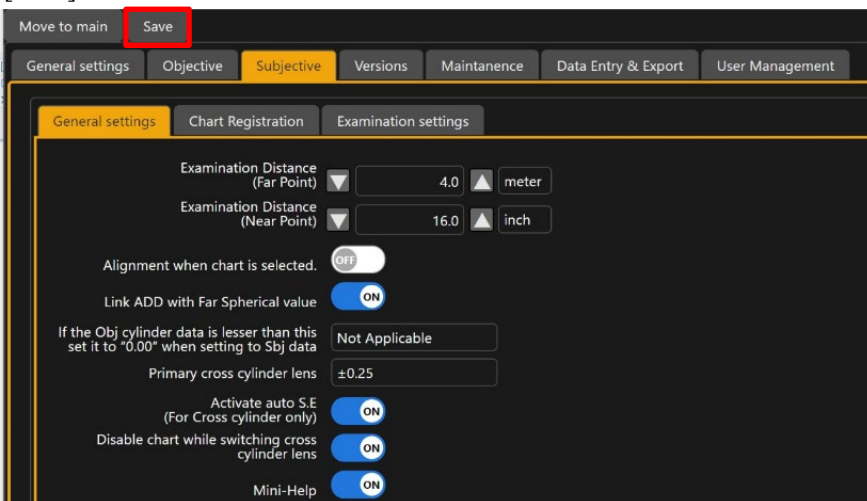 Move to main Save
General settings Objective Subjective Versions Maintanence Data Entry & Export User Management
General settings Chart Registration Examination settings
Examination Distance
(Far Point) 4.0 meter
Examination Distance
(Near Point) 16.0 inch
Alignment when chart is selected. OFF
Link ADD with Far Spherical value ON
If the Obj cylinder data is lesser than this
set it to "0.00" when setting to Sbj data Not Applicable
Primary cross cylinder lens ±0.25
Activate auto S.E
(For Cross cylinder only) ON
Disable chart while switching cross
cylinder lens ON
Mini-Help ON